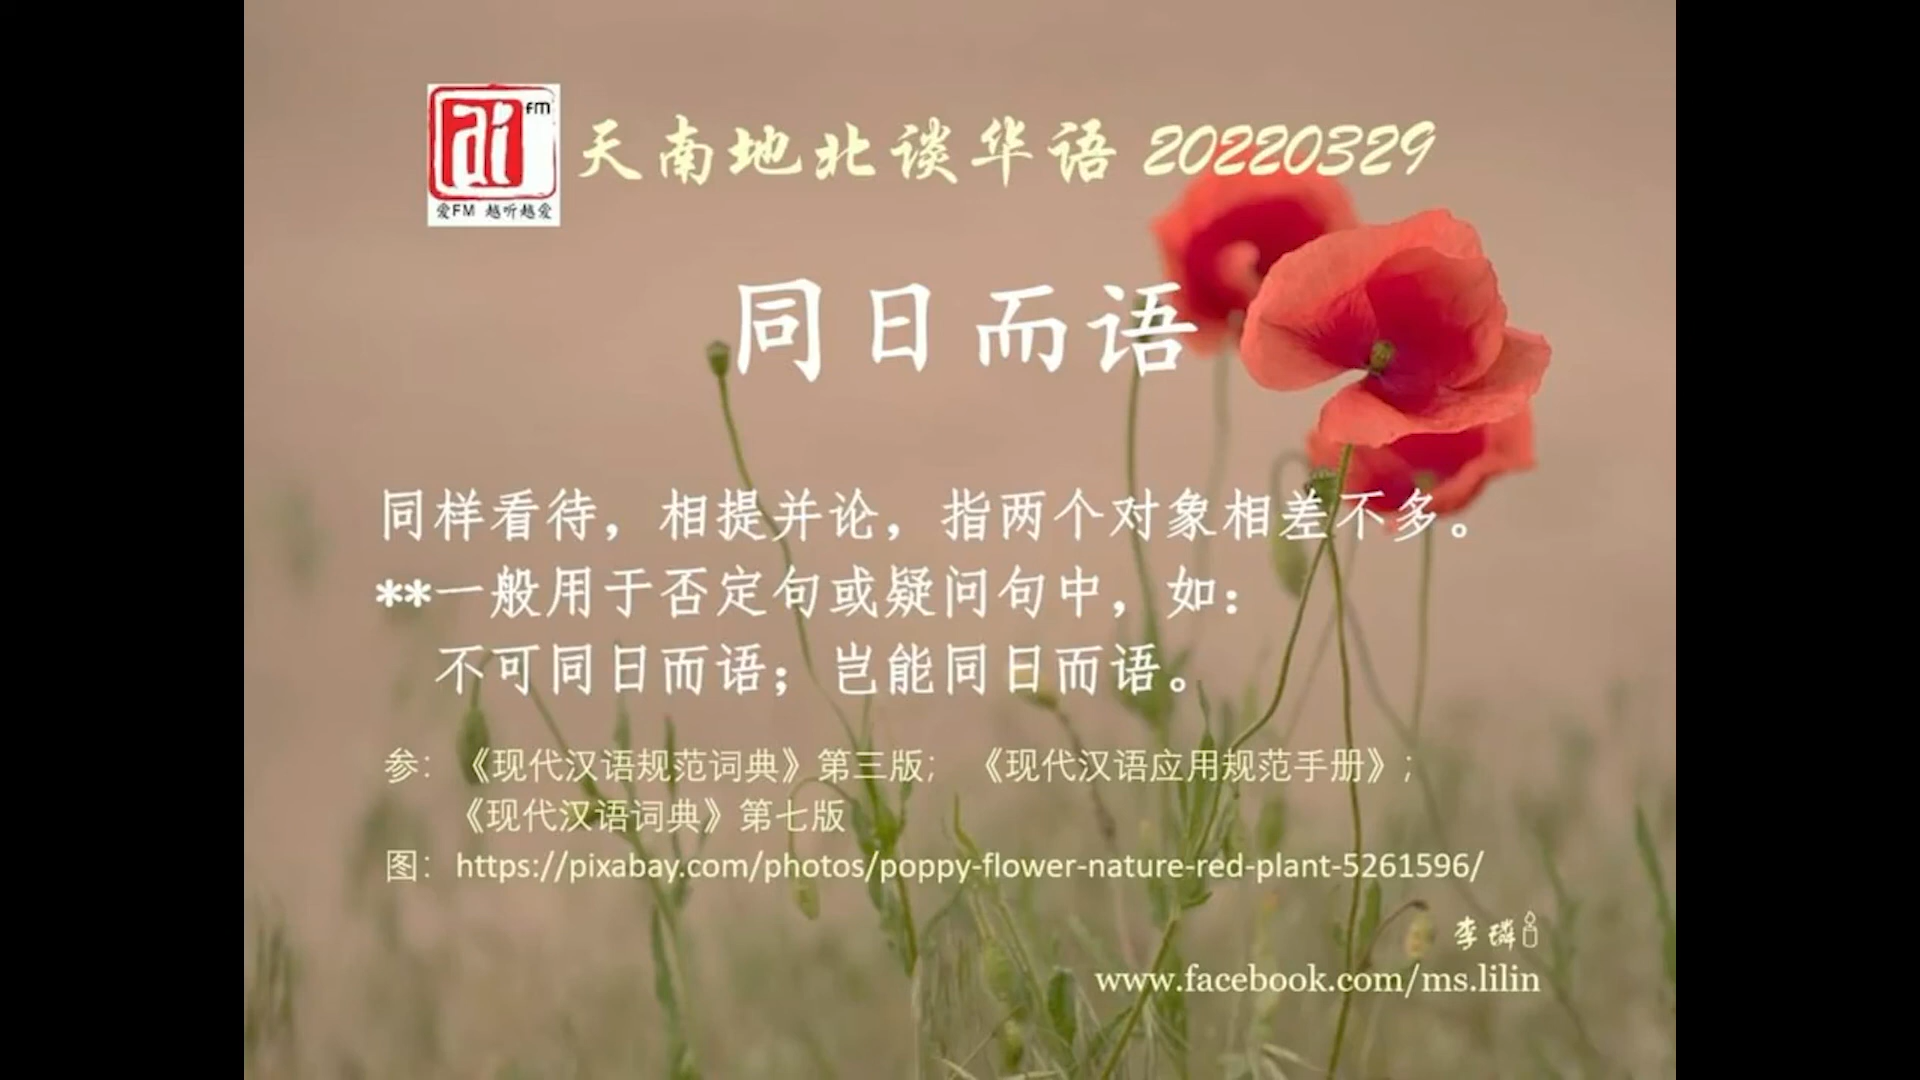 ai fm
爱FM 越听越爱
天南地北谈华语 20220329
同日而语
同样看待，相提并论，指两个对象相差不多。
**一般用于否定句或疑问句中，如：
不可同日而语；岂能同日而语。
参：《现代汉语规范词典》第三版；《现代汉语应用规范手册》；
《现代汉语词典》第七版
图：https://pixabay.com/photos/poppy-flower-nature-red-plant-5261596/
李璘
www.facebook.com/ms.lilin